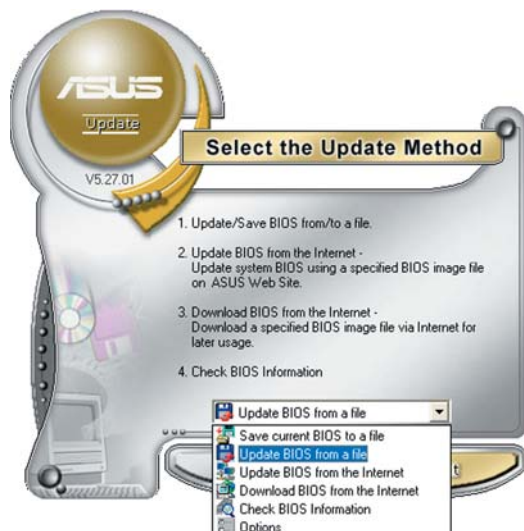 ASUS
Update
V5.27.01
Select the Update Method
1. Update/Save BIOS from/to a file.
2. Update BIOS from the Internet -
Update system BIOS using a specified BIOS image file
on ASUS Web Site.
3. Download BIOS from the Internet -
Download a specified BIOS image file via Internet for
later usage.
4. Check BIOS Information
Update BIOS from a file
Save current BIOS to a file
Update BIOS from a file
Update BIOS from the Internet
Download BIOS from the Internet
Check BIOS Information
Options